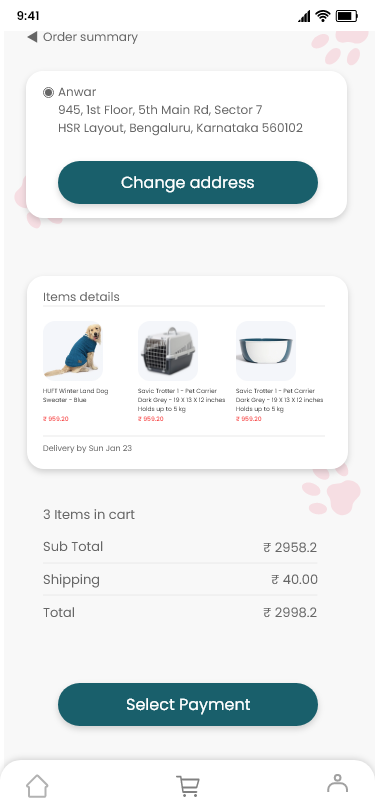 9:41
Order summary
Anwar
945, 1st Floor, 5th Main Rd, Sector 7
HSR Layout, Bengaluru, Karnataka 560102
Change address
Items details
HUFT Winter Land Dog
Sweater - Blue
₹ 959.20
Savic Trotter 1 - Pet Carrier
Dark Grey - 19 X 13 X 12 inches
Holds up to 5 kg
₹ 959.20
Savic Trotter 1 - Pet Carrier
Dark Grey - 19 X 13 X 12 inches
Holds up to 5 kg
₹ 959.20
Delivery by Sun Jan 23
3 Items in cart
Sub Total ₹ 2958.2
Shipping ₹ 40.00
Total ₹ 2998.2
Select Payment